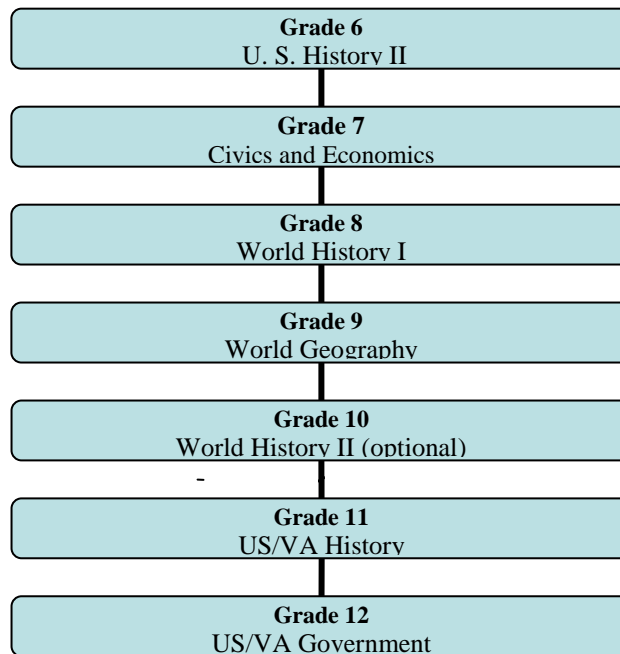 Grade 6
U. S. History II
Grade 7
Civics and Economics
Grade 8
World History I
Grade 9
World Geography
Grade 10
World History II (optional)
-
Grade 11
US/VA History
Grade 12
US/VA Government